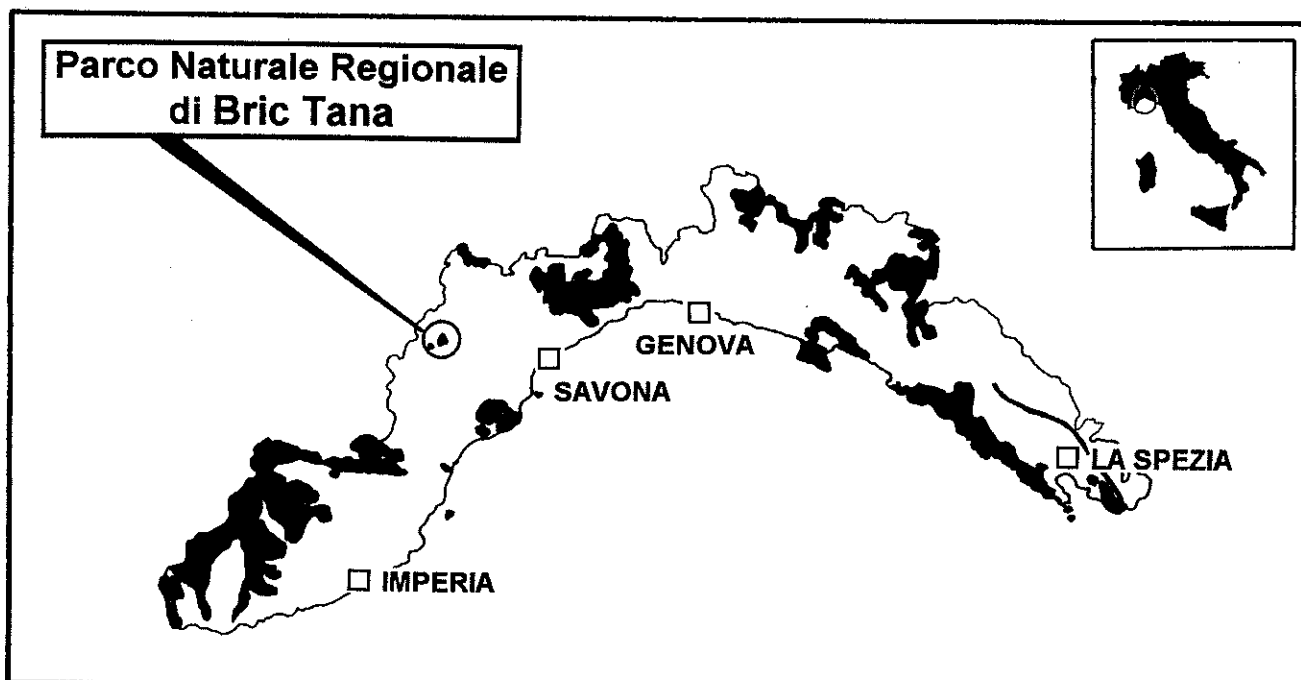 Parco Naturale Regionale
di Bric Tana
GENOVA
SAVONA
LA SPEZIA
IMPERIA